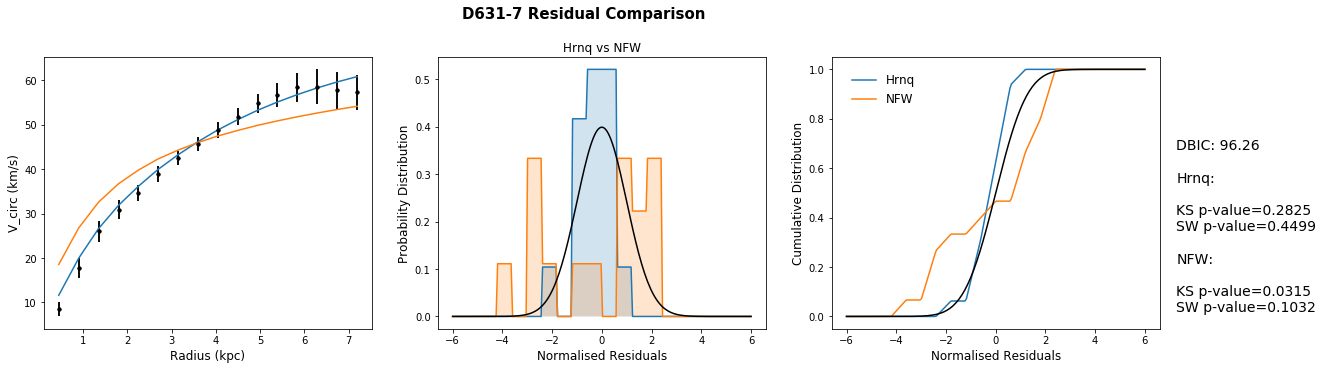 D631-7 Residual Comparison
V_circ (km/s)
60
50
40
30
20
10
1 2 3 4 5 6 7
Radius (kpc)
Hrnq vs NFW
Probability Distribution
0.5
0.4
0.3
0.2
0.1
0.0
−6 −4 −2 0 2 4 6
Normalised Residuals
Cumulative Distribution
1.0
0.8
0.6
0.4
0.2
0.0
−6 −4 −2 0 2 4 6
Normalised Residuals
Hrnq
NFW
DBIC: 96.26
Hrnq:
KS p-value=0.2825
SW p-value=0.4499
NFW:
KS p-value=0.0315
SW p-value=0.1032